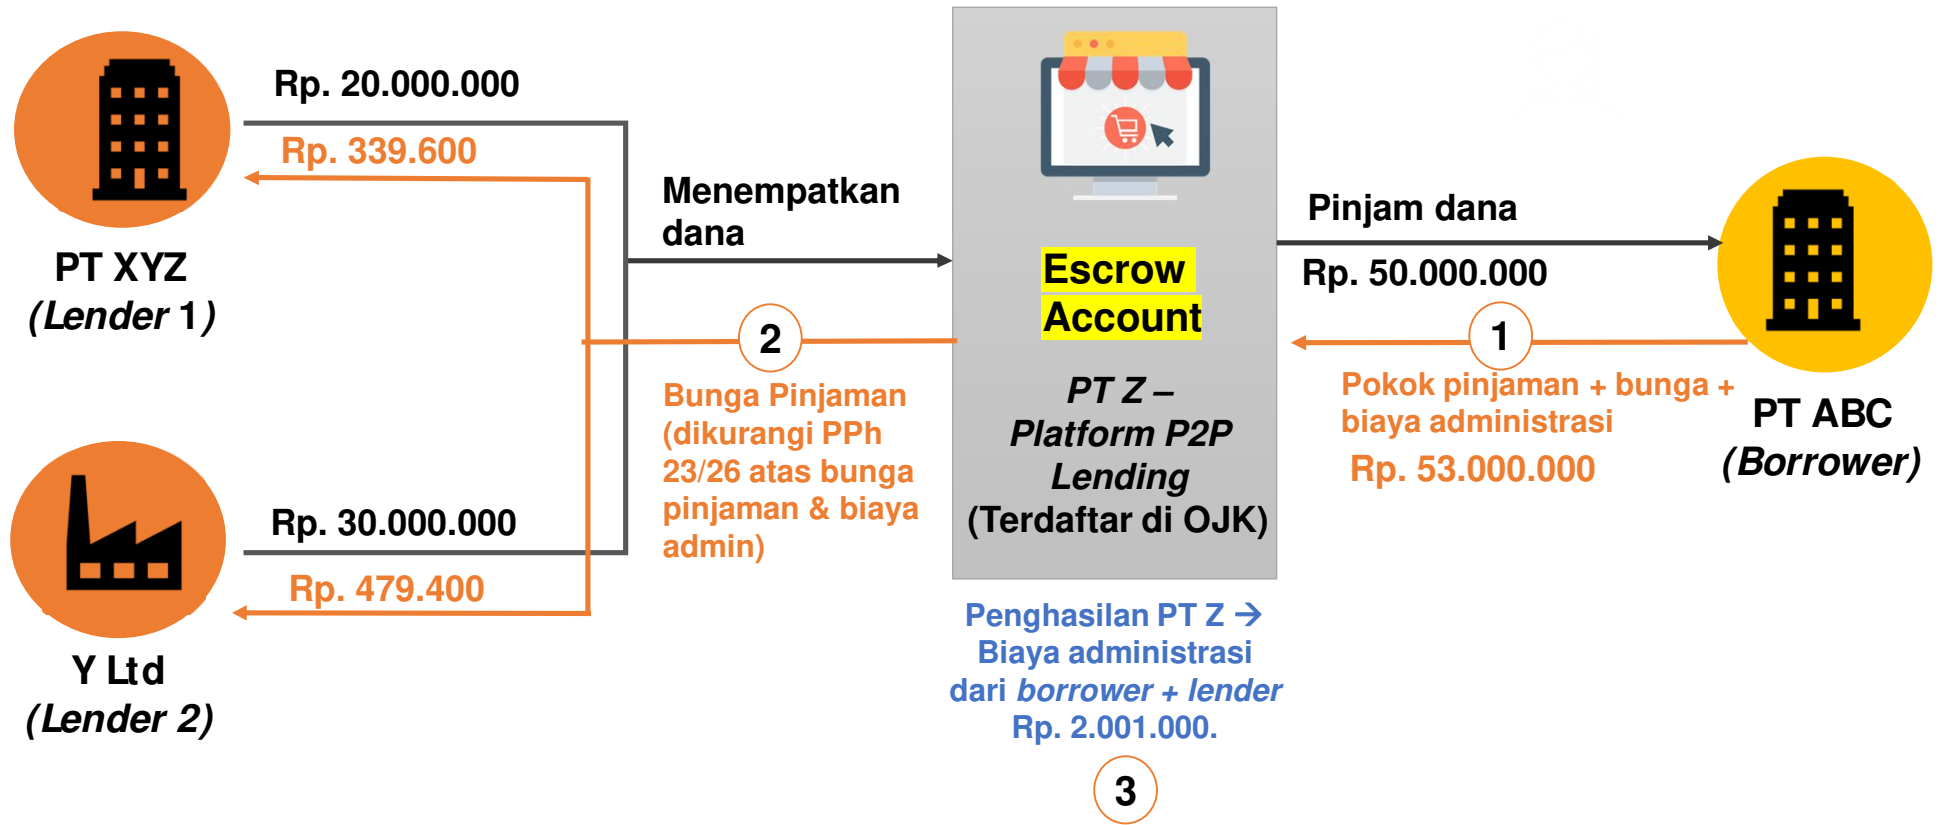 Rp. 20.000.000
Rp. 339.600
PT XYZ
(Lender 1)
Menempatkan
dana
2
Bunga Pinjaman
(dikurangi PPh
23/26 atas bunga
pinjaman & biaya
admin)
Rp. 30.000.000
Rp. 479.400
Y Ltd
(Lender 2)
Escrow
Account
PT Z –
Platform P2P
Lending
(Terdaftar di OJK)
Penghasilan PT Z →
Biaya administrasi
dari borrower + lender
Rp. 2.001.000.
3
Pinjam dana
Rp. 50.000.000
1
Pokok pinjaman + bunga +
biaya administrasi
Rp. 53.000.000
PT ABC
(Borrower)